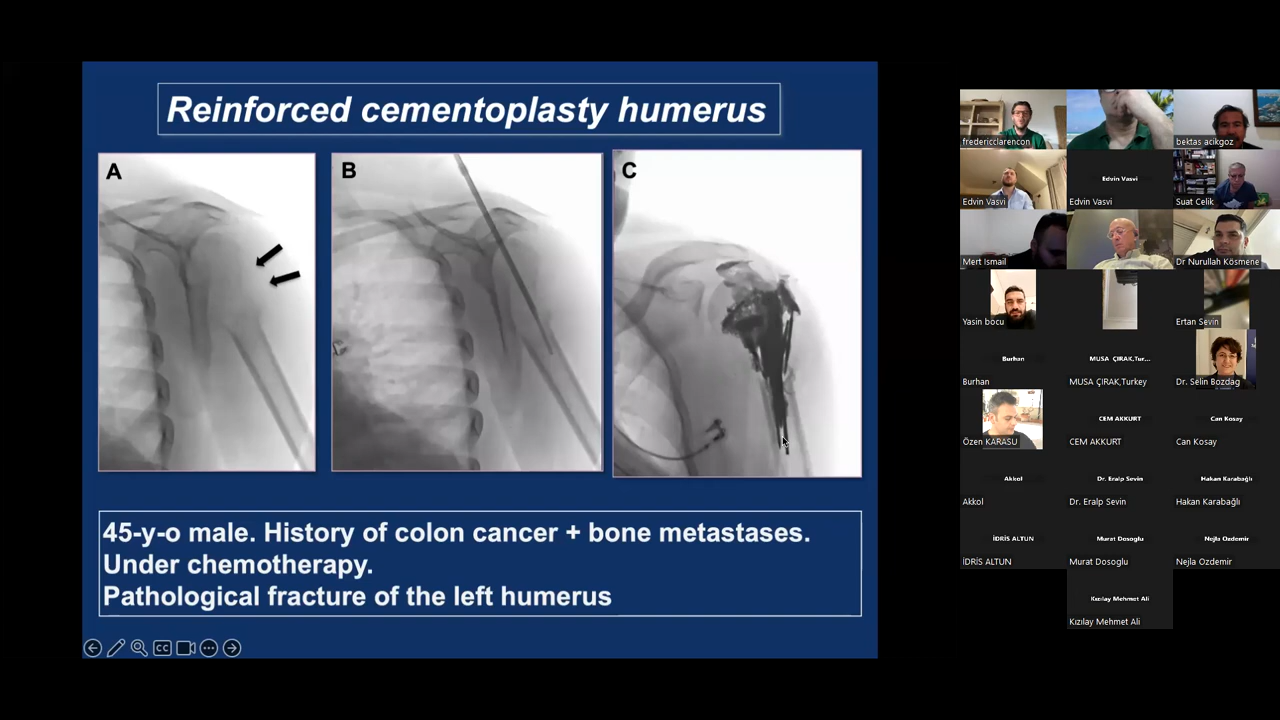 Reinforced cementoplasty humerus
A
B
C
45-y-o male. History of colon cancer + bone metastases.
Under chemotherapy.
Pathological fracture of the left humerus
CC
fredericclarencon
bektas acikgoz
Edvin Vasvi
Edvin Vasvi
Edvin Vasvi
Suat Celik
Mert Ismail
Dr Nurullah Kösmene
Yasin bocu
Ertan Sevin
Burhan
Burhan
MUSA ÇIRAK,Tur...
MUSA ÇIRAK,Turkey
Dr. Selin Bozdag
Özen KARASU
CEM AKKURT
CEM AKKURT
Can Kosay
Can Kosay
Akkol
Akkol
Dr. Eralp Sevin
Dr. Eralp Sevin
Hakan Karabağlı
Hakan Karabağlı
İDRİS ALTUN
İDRİS ALTUN
Murat Dosoglu
Murat Dosoglu
Nejla Ozdemir
Nejla Ozdemir
Kızılay Mehmet Ali
Kızılay Mehmet Ali